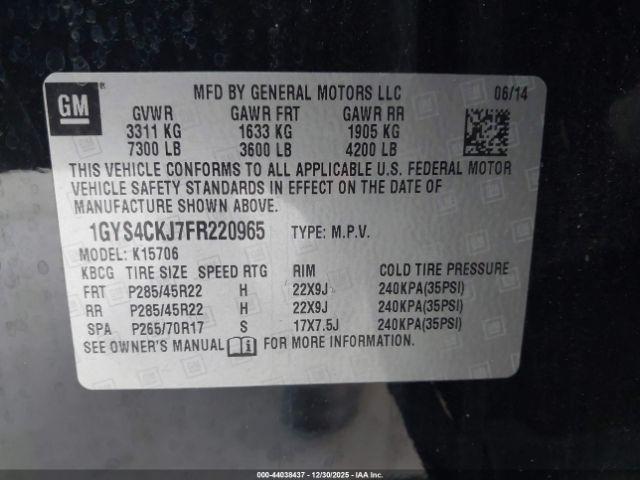 GM
MFD BY GENERAL MOTORS LLC 06/14
GVWR GAWR FRT GAWR RR
3311 KG 1633 KG 1905 KG
7300 LB 3600 LB 4200 LB
THIS VEHICLE CONFORMS TO ALL APPLICABLE U.S. FEDERAL MOTOR
VEHICLE SAFETY STANDARDS IN EFFECT ON THE DATE OF
MANUFACTURE SHOWN ABOVE.
1GYS4CKJ7FR220965 TYPE: M.P.V.
MODEL: K15706
KBCG TIRE SIZE SPEED RTG RIM COLD TIRE PRESSURE
FRT P285/45R22 H 22X9J 240KPA(35PSI)
RR P285/45R22 H 22X9J 240KPA(35PSI)
SPA P265/70R17 S 17X7.5J 240KPA(35PSI)
SEE OWNER'S MANUAL FOR MORE INFORMATION
000-44038437 - 12/30/2025 - IAAI.COM